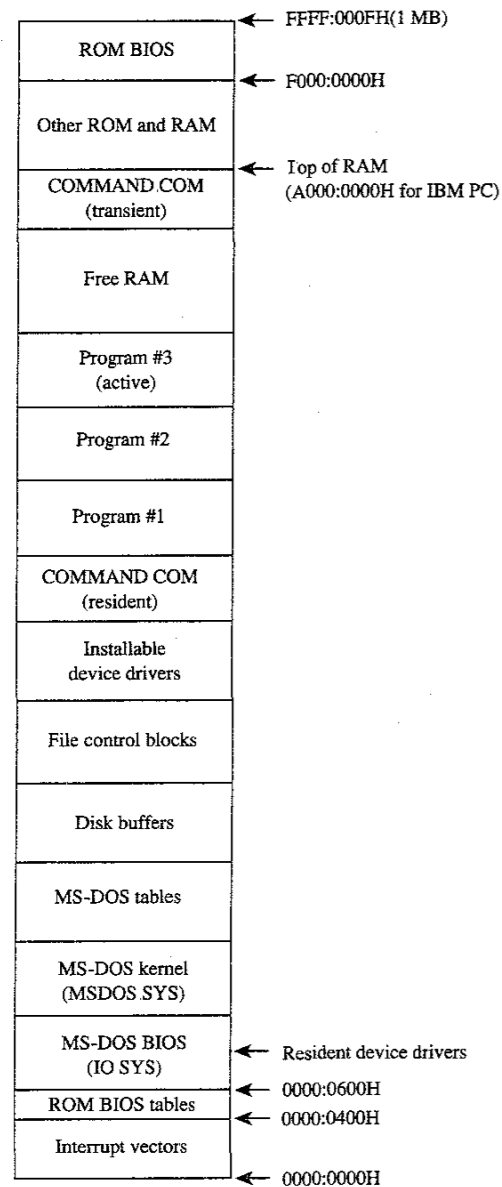 FFFF:000FH(1 MB)
ROM BIOS
F000:0000H
Other ROM and RAM
Top of RAM
(A000:0000H for IBM PC)
COMMAND.COM
(transient)
Free RAM
Program #3
(active)
Program #2
Program #1
COMMAND COM
(resident)
Installable
device drivers
File control blocks
Disk buffers
MS-DOS tables
MS-DOS kernel
(MSDOS.SYS)
MS-DOS BIOS
(IO SYS)
Resident device drivers
0000:0600H
ROM BIOS tables
0000:0400H
Interrupt vectors
0000:0000H